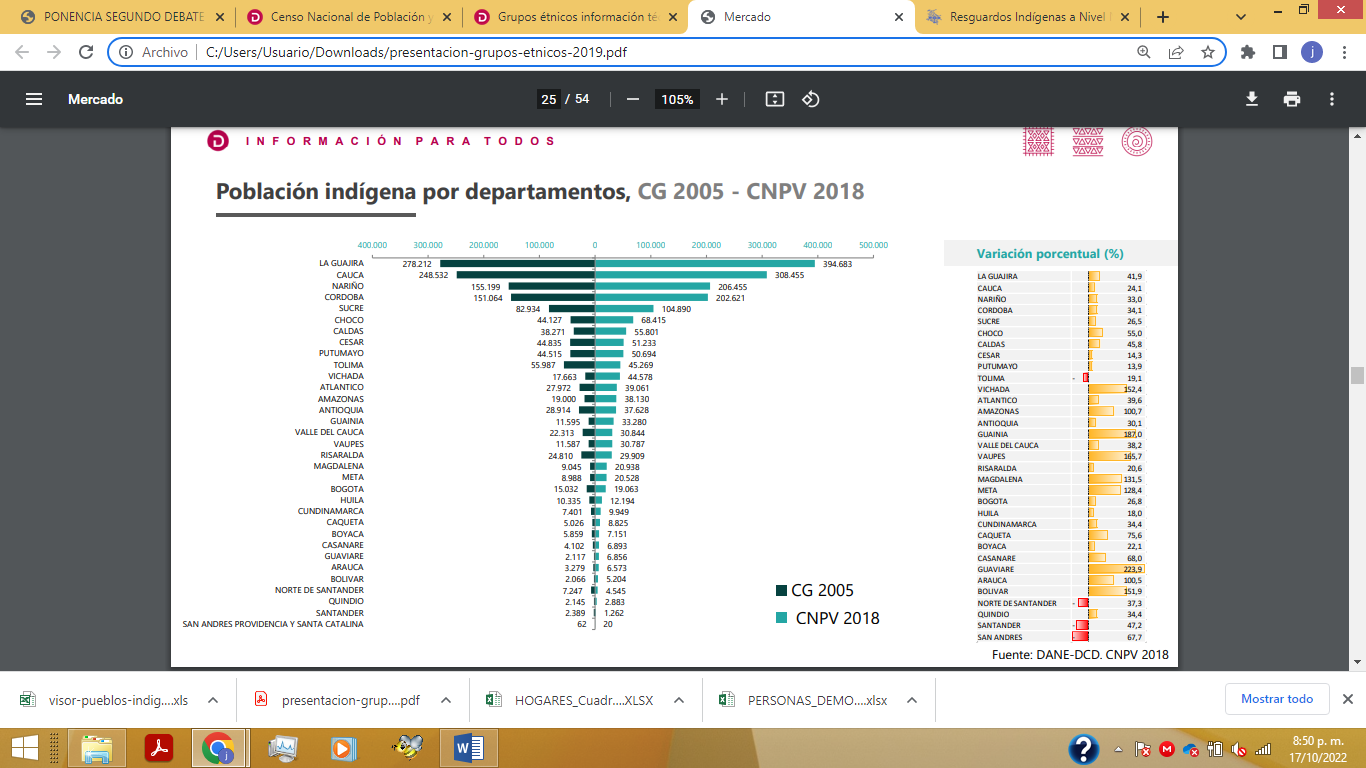 PONENCIA SEGUNDO DEBATE
Censo Nacional de Población y
Grupos étnicos información té
Mercado
Resguardos Indígenas a Nivel
Archivo
C:/Users/Usuario/Downloads/presentacion-grupos-etnicos-2019.pdf
j
Mercado
25 / 54
105%
INFORMACIÓN PARA TODOS
Población indígena por departamentos, CG 2005 - CNPV 2018
400.000 300.000 200.000 100.000 0 100.000 200.000 300.000 400.000 500.000
LA GUAJIRA 278.212 394.683
CAUCA 248.532 308.455
NARIÑO 155.199 206.455
CORDOBA 151.064 202.621
SUCRE 82.934 104.890
CHOCO 44.127 68.415
CALDAS 38.271 55.801
CESAR 44.835 51.233
PUTUMAYO 44.515 50.694
TOLIMA 55.987 45.269
VICHADA 17.663 44.578
ATLANTICO 27.972 39.061
AMAZONAS 19.000 38.130
ANTIOQUIA 28.914 37.628
GUAINIA 11.595 33.280
VALLE DEL CAUCA 22.313 30.844
VAUPES 11.587 30.787
RISARALDA 24.810 29.909
MAGDALENA 9.045 20.938
META 8.988 20.528
BOGOTA 15.032 19.063
HUILA 10.335 12.194
CUNDINAMARCA 7.401 9.949
CAQUETA 5.026 8.825
BOYACA 5.859 7.151
CASANARE 4.102 6.893
GUAVIARE 2.117 6.856
ARAUCA 3.279 6.573
BOLIVAR 2.066 5.204
NORTE DE SANTANDER 7.247 4.545
QUINDIO 2.145 2.883
SANTANDER 2.389 1.262
SAN ANDRES PROVIDENCIA Y SANTA CATALINA 62 20
CG 2005
CNPV 2018
Variación porcentual (%)
LA GUAJIRA 41,9
CAUCA 24,1
NARIÑO 33,0
CORDOBA 34,1
SUCRE 26,5
CHOCO 55,0
CALDAS 45,8
CESAR 14,3
PUTUMAYO 13,9
TOLIMA - 19,1
VICHADA 152,4
ATLANTICO 39,6
AMAZONAS 100,7
ANTIOQUIA 30,1
GUAINIA 187,0
VALLE DEL CAUCA 38,2
VAUPES 165,7
RISARALDA 20,6
MAGDALENA 131,5
META 128,4
BOGOTA 26,8
HUILA 18,0
CUNDINAMARCA 34,4
CAQUETA 75,6
BOYACA 22,1
CASANARE 68,0
GUAVIARE 223,9
ARAUCA 100,5
BOLIVAR 151,9
NORTE DE SANTANDER - 37,3
QUINDIO 34,4
SANTANDER - 47,2
SAN ANDRES 67,7
Fuente: DANE-DCD. CNPV 2018
visor-pueblos-indig....xls
presentacion-grup....pdf
HOGARES_Cuadr....XLSX
PERSONAS_DEMO....xlsx
Mostrar todo
8:50 p. m.
17/10/2022